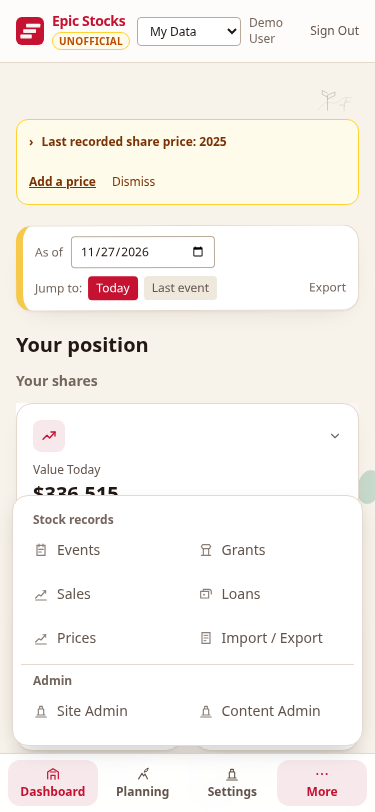 Epic Stocks
UNOFFICIAL
My Data
Demo User
Sign Out
› Last recorded share price: 2025
Add a price
Dismiss
As of
11/27/2026
Jump to:
Today
Last event
Export
Your position
Your shares
Value Today
$336,515
Stock records
Events
Grants
Sales
Loans
Prices
Import / Export
Admin
Site Admin
Content Admin
Dashboard
Planning
Settings
More